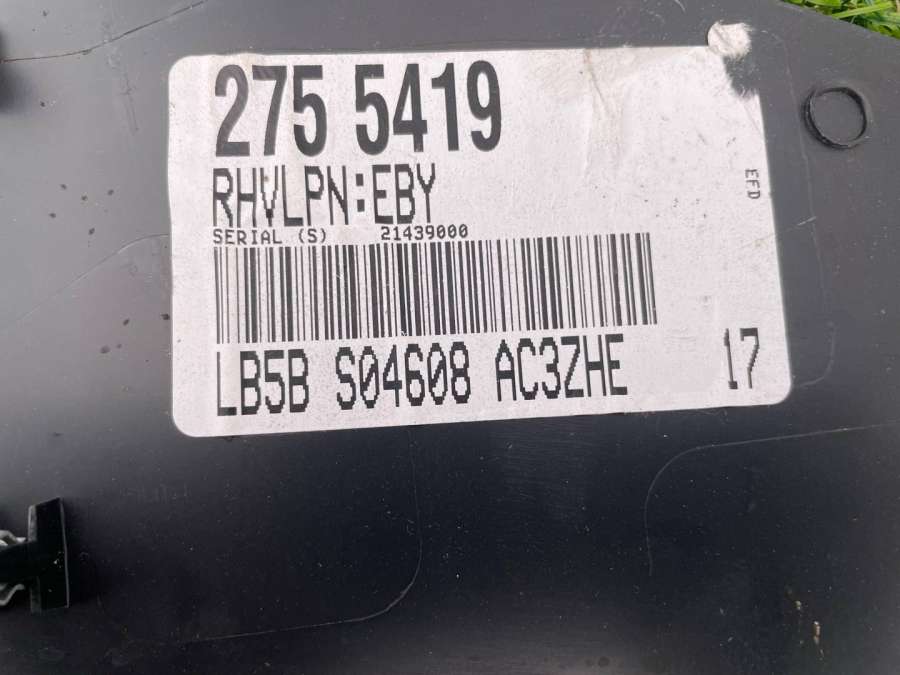 275 5419
RHVLPN:EBY
SERIAL (S) 21439000
LB5B S04608 AC3ZHE 17
EFD